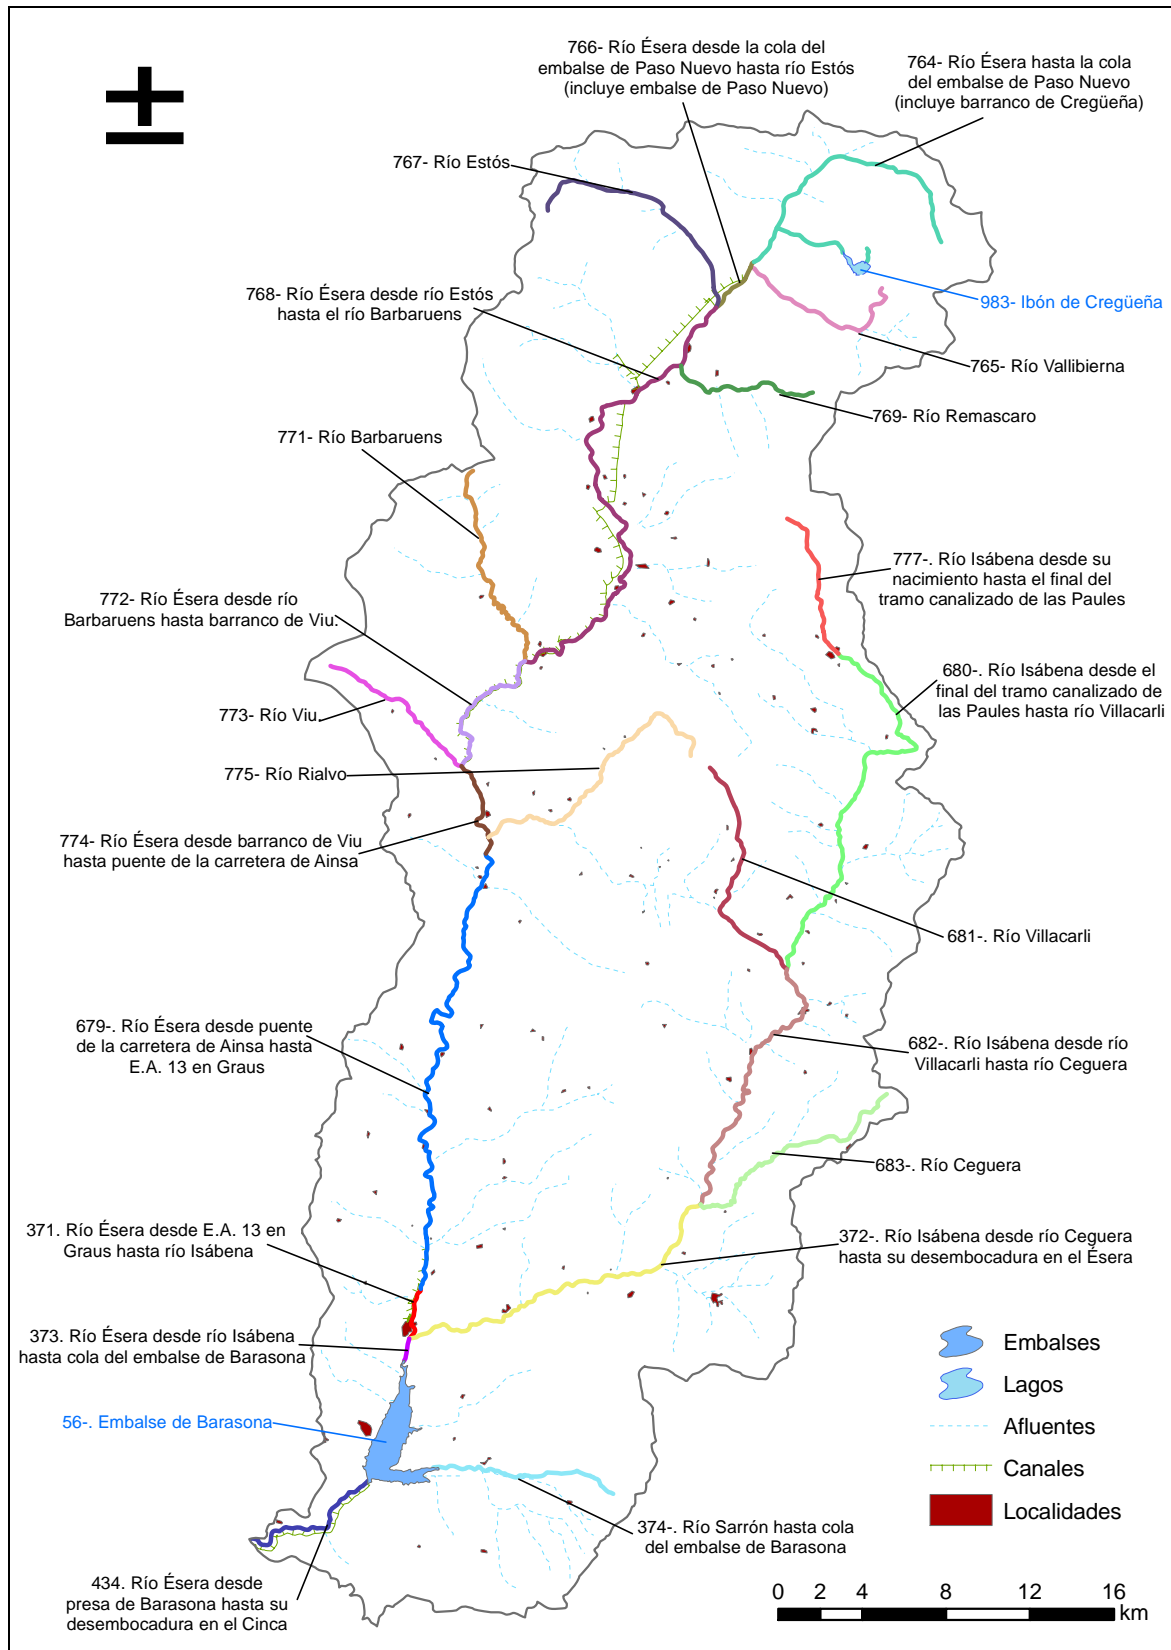 766- Río Ésera desde la cola del
embalse de Paso Nuevo hasta río Estós
(incluye embalse de Paso Nuevo)
764- Río Ésera hasta la cola
del embalse de Paso Nuevo
(incluye barranco de Cregüeña)
767- Río Estós
768- Río Ésera desde río Estós
hasta el río Barbaruens
983- Ibón de Cregüeña
765- Río Vallibierna
769- Río Remascaro
771- Río Barbaruens
777-. Río Isábena desde su
nacimiento hasta el final del
tramo canalizado de las Paules
772- Río Ésera desde río
Barbaruens hasta barranco de Viu.
680-. Río Isábena desde el
final del tramo canalizado de
las Paules hasta río Villacarli
773- Río Viu.
775- Río Rialvo
774- Río Ésera desde barranco de Viu
hasta puente de la carretera de Ainsa
681-. Río Villacarli
679-. Río Ésera desde puente
de la carretera de Ainsa hasta
E.A. 13 en Graus
682-. Río Isábena desde río
Villacarli hasta río Ceguera
683-. Río Ceguera
371. Río Ésera desde E.A. 13 en
Graus hasta río Isábena
372-. Río Isábena desde río Ceguera
hasta su desembocadura en el Ésera
373. Río Ésera desde río Isábena
hasta cola del embalse de Barasona
56-. Embalse de Barasona
374-. Río Sarrón hasta cola
del embalse de Barasona
434. Río Ésera desde
presa de Barasona hasta su
desembocadura en el Cinca
Embalses
Lagos
Afluentes
Canales
Localidades
0 2 4 8 12 16
km